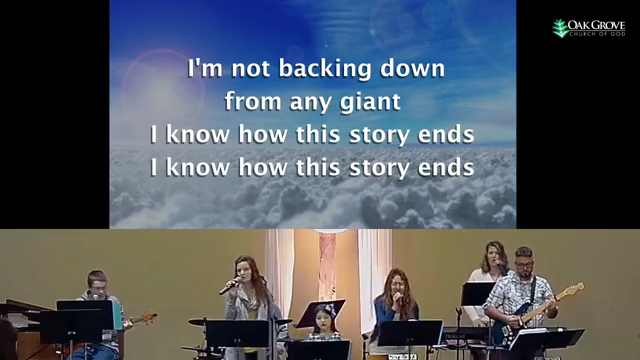 OAK GROVE
CHURCH OF GOD
I'm not backing down
from any giant
I know how this story ends
I know how this story ends